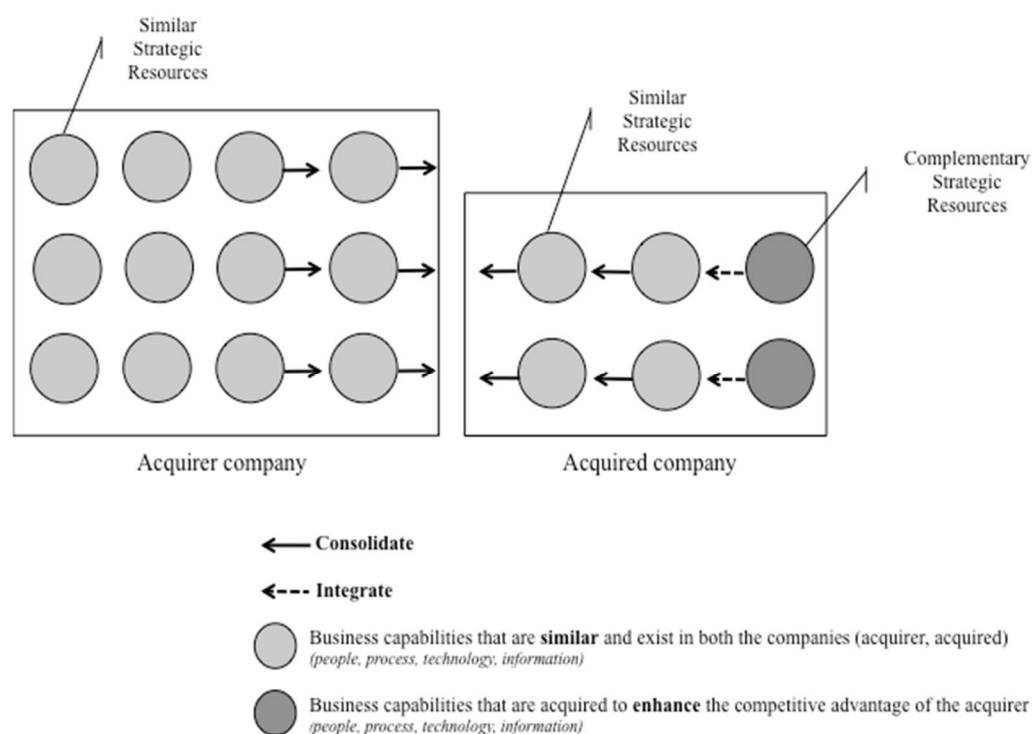 Similar
Strategic
Resources
Similar
Strategic
Resources
Complementary
Strategic
Resources
Acquirer company
Acquired company
Consolidate
Integrate
Business capabilities that are similar and exist in both the companies (acquirer, acquired)
(people, process, technology, information)
Business capabilities that are acquired to enhance the competitive advantage of the acquirer
(people, process, technology, information)